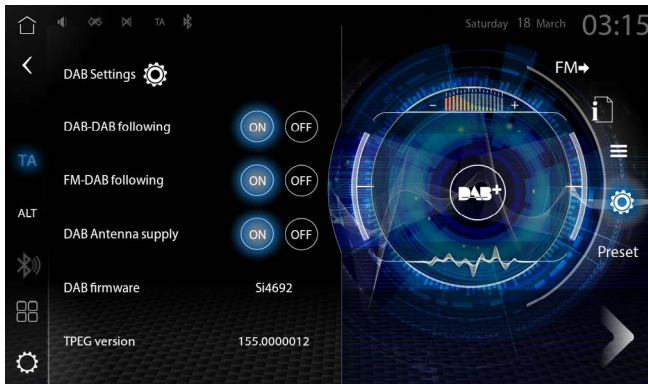 TA
Saturday 18 March 03:15
DAB Settings
FM
DAB-DAB following ON OFF
- +
i
TA
FM-DAB following ON OFF
DAB+
ALT
DAB Antenna supply ON OFF
Preset
DAB firmware Si4692
TPEG version 155.0000012